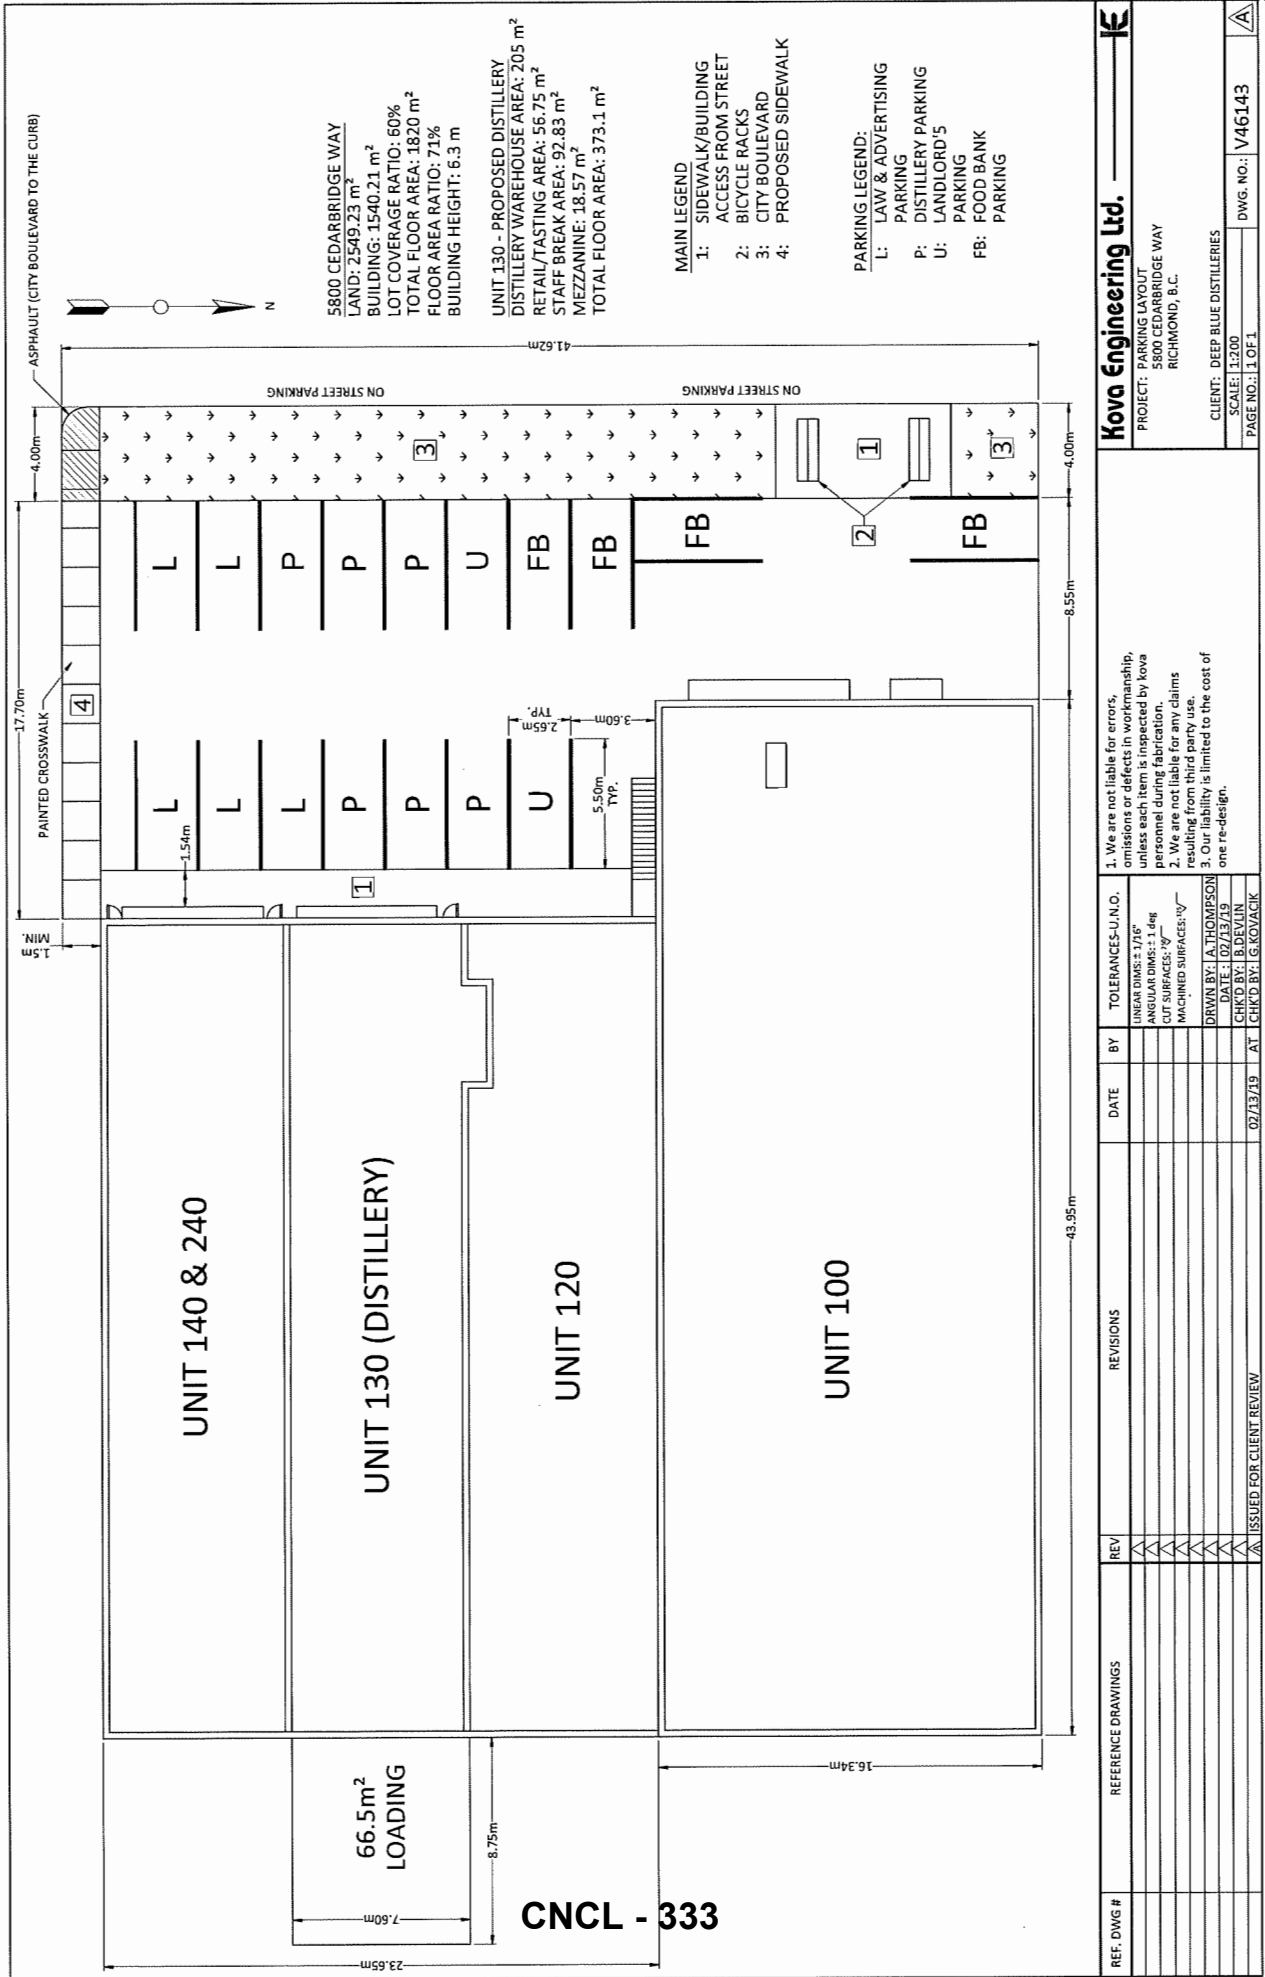 ASPHAULT (CITY BOULEVARD TO THE CURB)
17.70m
4.00m
PAINTED CROSSWALK
1.5m
MIN.
4
1.54m
41.62m
ON STREET PARKING
ON STREET PARKING
N
L
L
P
P
P
U
FB
FB
FB
FB
L
L
L
P
P
P
U
3
1
2
3
1
2.65m
TYP.
3.60m
5.50m
TYP.
UNIT 140 & 240
UNIT 130 (DISTILLERY)
UNIT 120
UNIT 100
66.5m²
LOADING
7.60m
8.75m
23.65m
16.34m
43.95m
8.55m
4.00m
5800 CEDARBRIDGE WAY
LAND: 2549.23 m²
BUILDING: 1540.21 m²
LOT COVERAGE RATIO: 60%
TOTAL FLOOR AREA: 1820 m²
FLOOR AREA RATIO: 71%
BUILDING HEIGHT: 6.3 m
UNIT 130 - PROPOSED DISTILLERY
DISTILLERY WAREHOUSE AREA: 205 m²
RETAIL/TASTING AREA: 56.75 m²
STAFF BREAK AREA: 92.83 m²
MEZZANINE: 18.57 m²
TOTAL FLOOR AREA: 373.1 m²
MAIN LEGEND
1: SIDEWALK/BUILDING
ACCESS FROM STREET
2: BICYCLE RACKS
3: CITY BOULEVARD
4: PROPOSED SIDEWALK
PARKING LEGEND:
L: LAW & ADVERTISING
PARKING
P: DISTILLERY PARKING
U: LANDLORD'S
PARKING
FB: FOOD BANK
PARKING
REF. DWG #
REFERENCE DRAWINGS
REV
REVISIONS
DATE
BY
A ISSUED FOR CLIENT REVIEW
02/13/19
AT
TOLERANCES-U.N.O.
LINEAR DIMS:± 1/16"
ANGULAR DIMS:± 1 deg
CUT SURFACES:
MACHINED SURFACES:
DRWN BY: A.THOMPSON
DATE: 02/13/19
CHK'D BY: B.DEVLIN
CHK'D BY: G.KOVACIK
1. We are not liable for errors,
omissions or defects in workmanship,
unless each item is inspected by kova
personnel during fabrication.
2. We are not liable for any claims
resulting from third party use.
3. Our liability is limited to the cost of
one re-design.
Kova Engineering Ltd.
PROJECT: PARKING LAYOUT
5800 CEDARBRIDGE WAY
RICHMOND, B.C.
CLIENT: DEEP BLUE DISTILLERIES
SCALE: 1:200
PAGE NO.: 1 OF 1
DWG. NO.: V46143
A
CNCL - 333